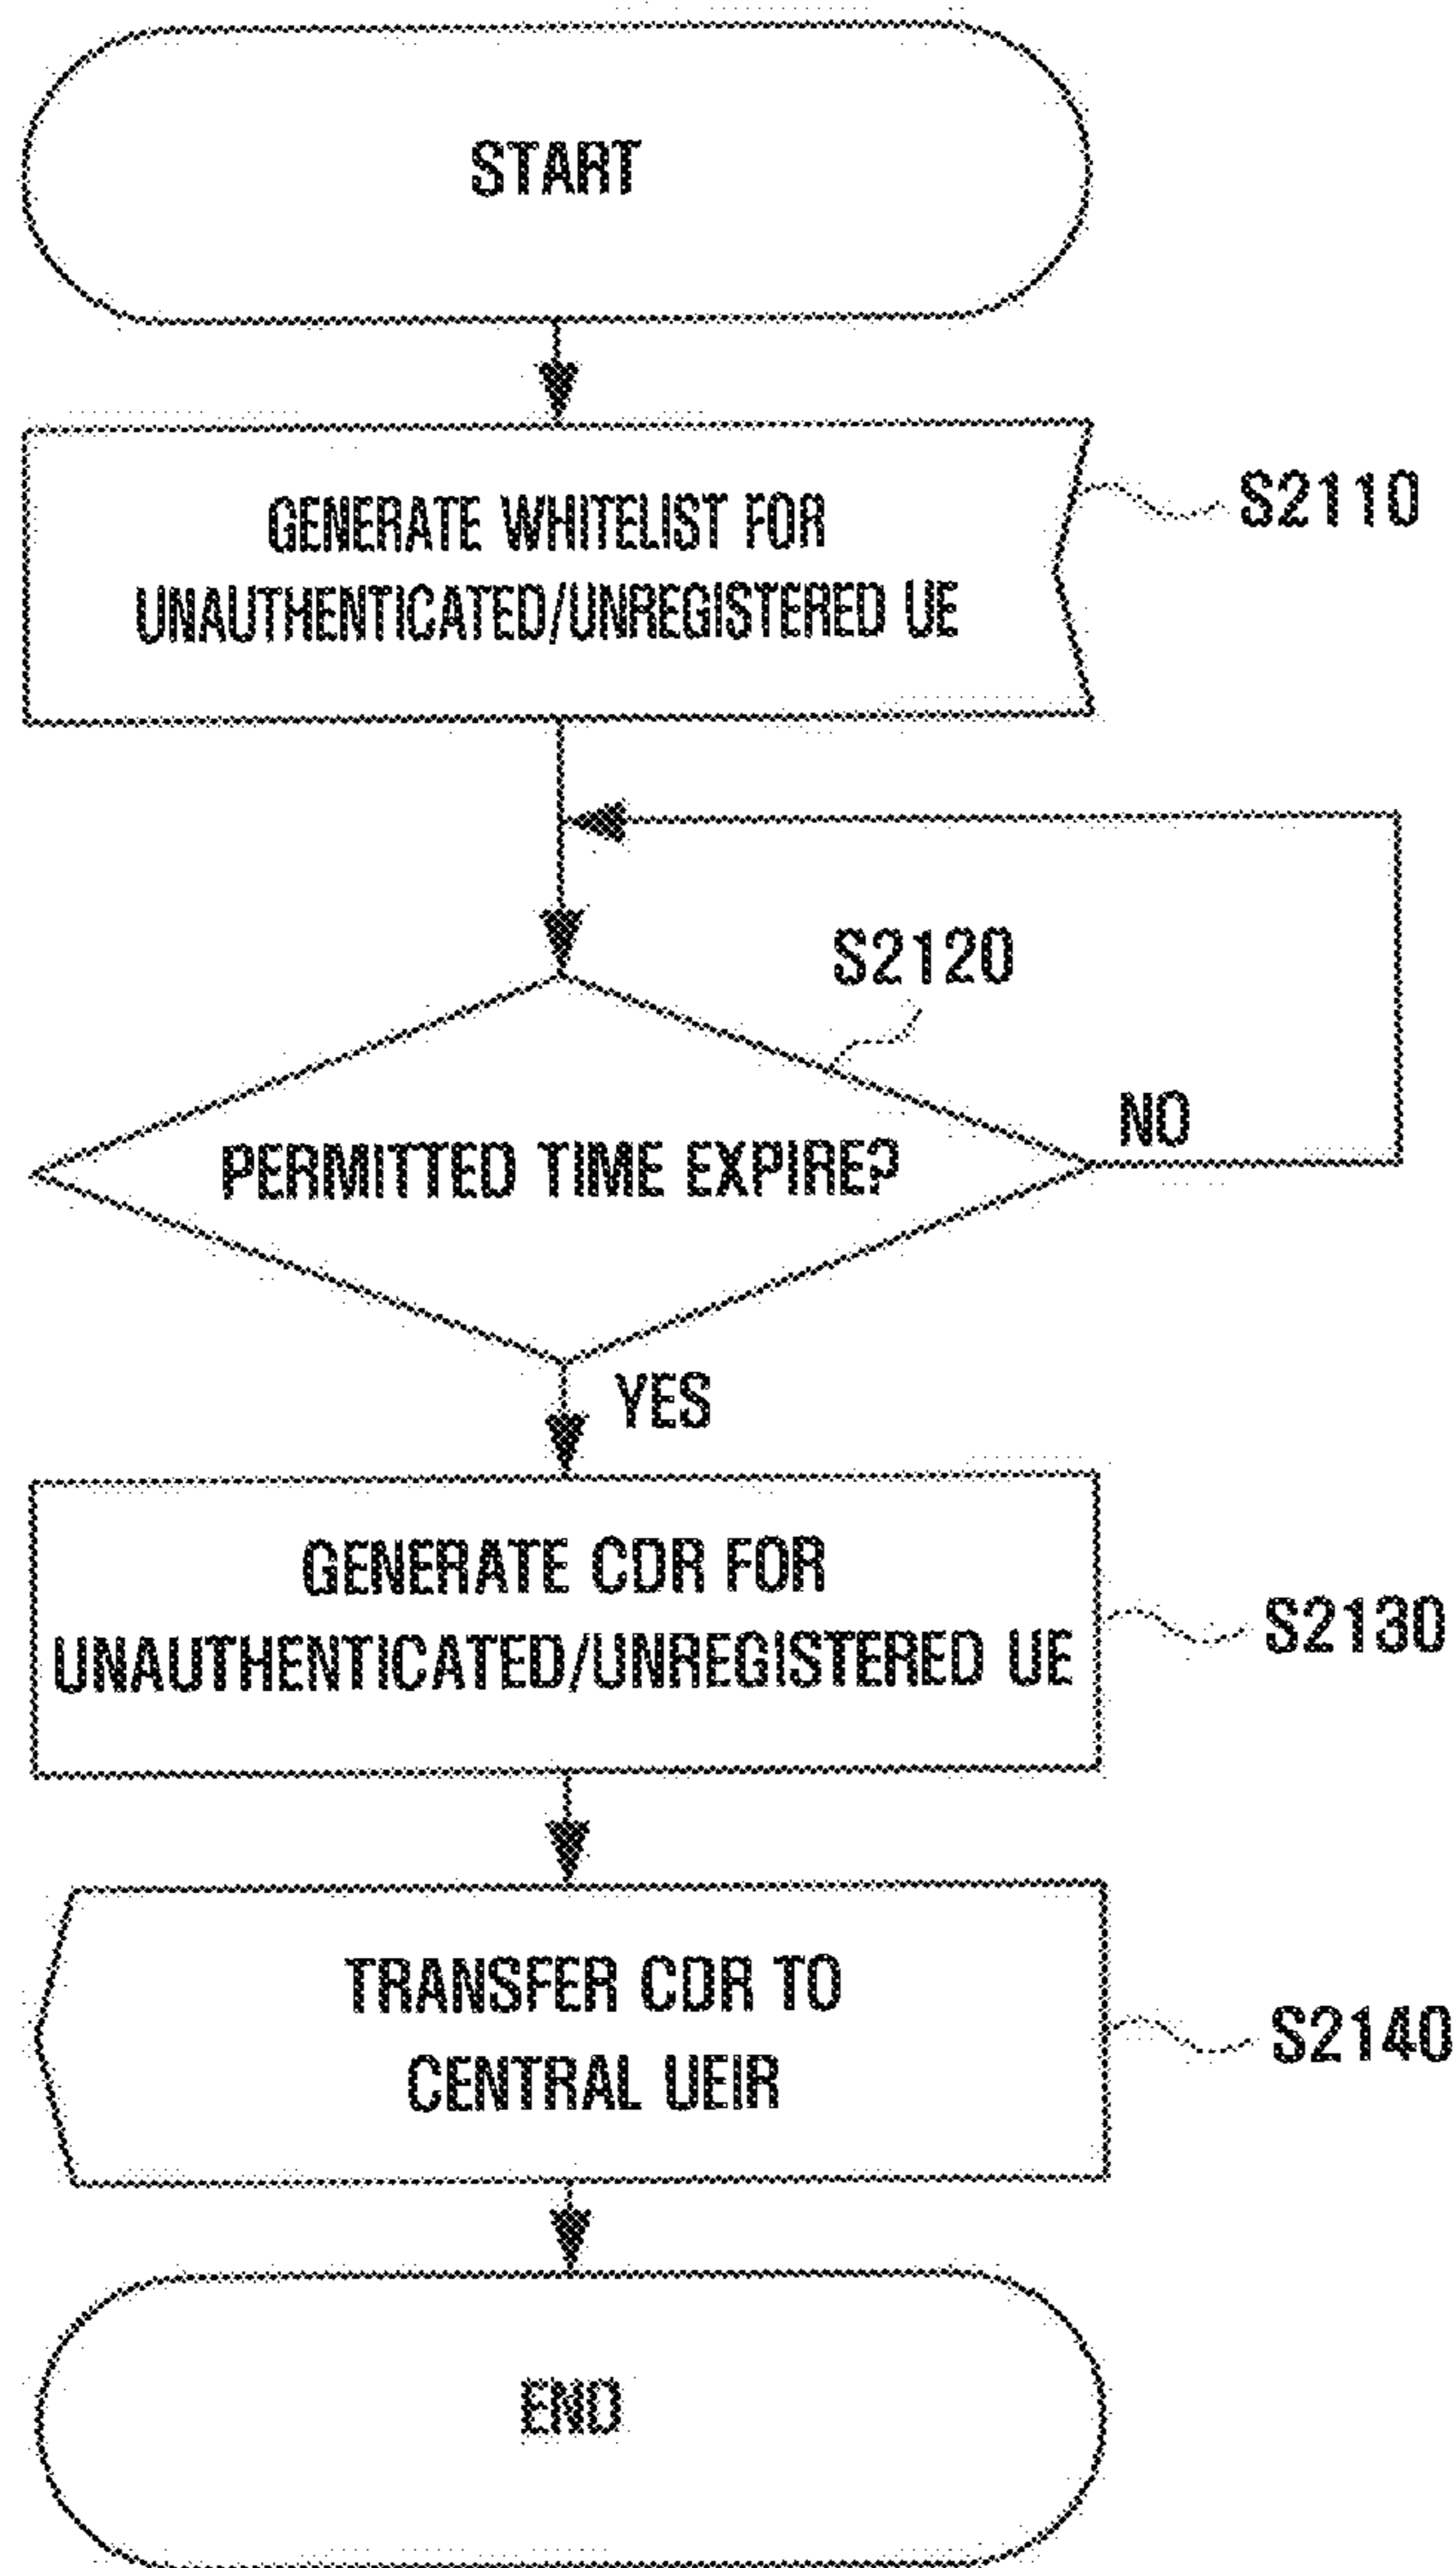 START
GENERATE WHITELIST FOR
UNAUTHENTICATED/UNREGISTERED UE
S2110
S2120
NO
PERMITTED TIME EXPIRE?
YES
GENERATE CDR FOR
UNAUTHENTICATED/UNREGISTERED UE
S2130
TRANSFER CDR TO
CENTRAL UEIR
S2140
END